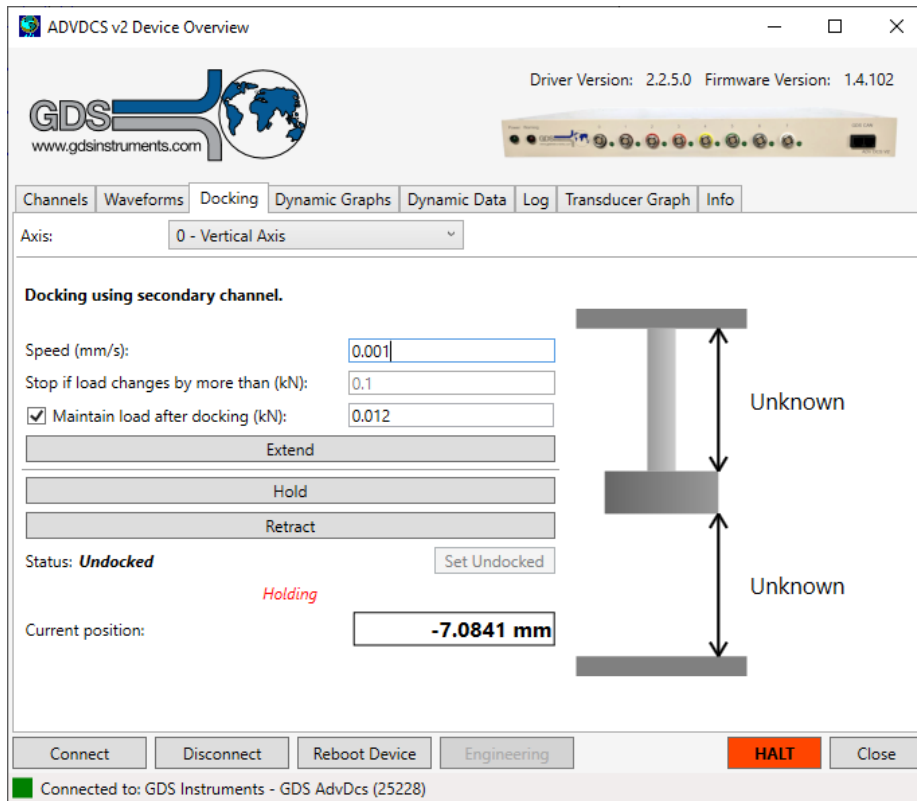 ADVDCS v2 Device Overview
GDS
www.gdsinstruments.com
Driver Version: 2.2.5.0 Firmware Version: 1.4.102
Channels Waveforms Docking Dynamic Graphs Dynamic Data Log Transducer Graph Info
Axis: 0 - Vertical Axis
Docking using secondary channel.
Speed (mm/s): 0.001
Stop if load changes by more than (kN): 0.1
Maintain load after docking (kN): 0.012
Extend
Hold
Retract
Status: Undocked Set Undocked
Holding
Current position: -7.0841 mm
Unknown
Unknown
Connect Disconnect Reboot Device Engineering HALT Close
Connected to: GDS Instruments - GDS AdvDcs (25228)